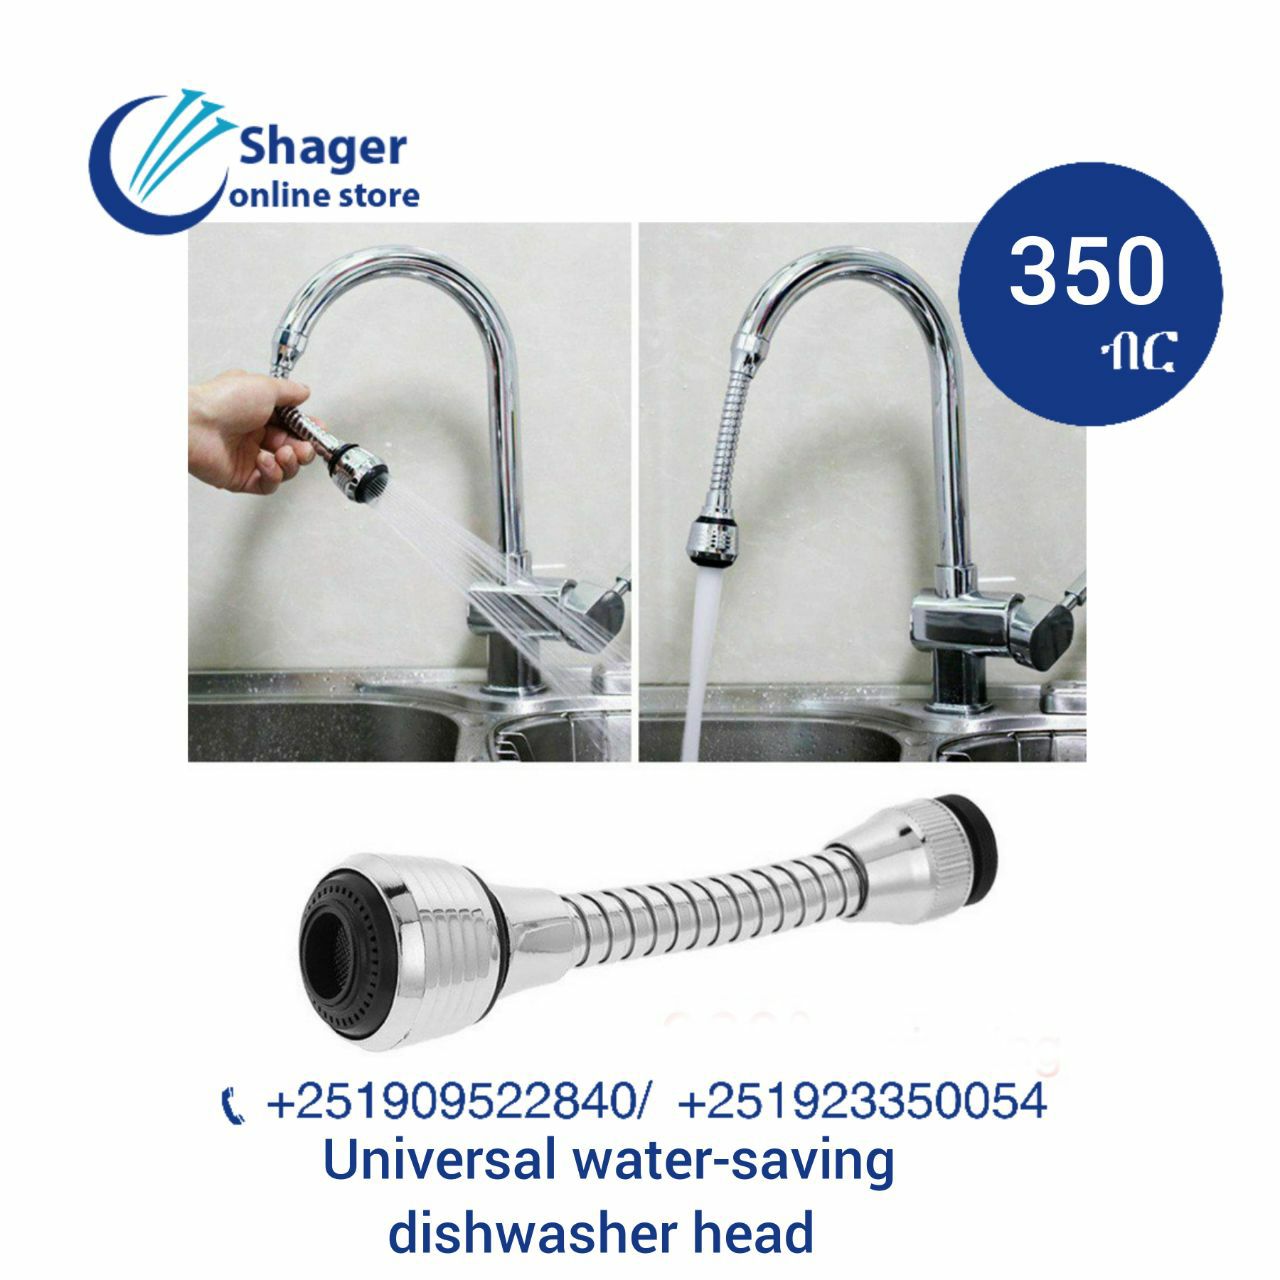 Shager
online store
350
ብር
+251909522840/ +251923350054
Universal water-saving
dishwasher head